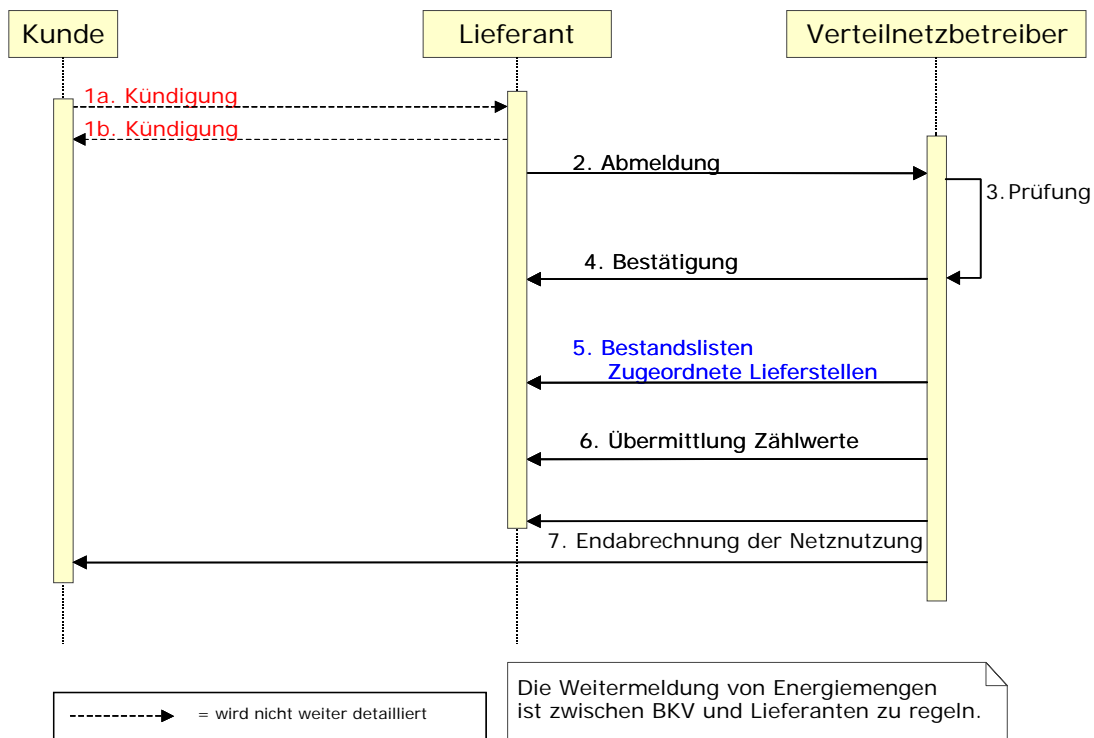 Kunde
Lieferant
Verteilnetzbetreiber
1a. Kündigung
1b. Kündigung
2. Abmeldung
3. Prüfung
4. Bestätigung
5. Bestandslisten
Zugeordnete Lieferstellen
6. Übermittlung Zählwerte
7. Endabrechnung der Netznutzung
= wird nicht weiter detailliert
Die Weitermeldung von Energiemengen
ist zwischen BKV und Lieferanten zu regeln.